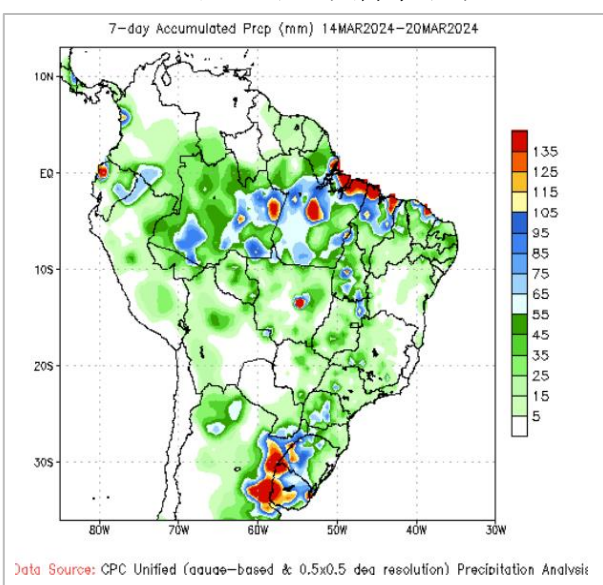 7-day Accumulated Prcp (mm) 14MAR2024-20MAR2024
10N
EQ
10S
20S
30S
80W 70W 60W 50W 40W 30W
135
125
115
105
95
85
75
65
55
45
35
25
15
5
Data Source: CPC Unified (gauge-based & 0.5x0.5 deg resolution) Precipitation Analysis